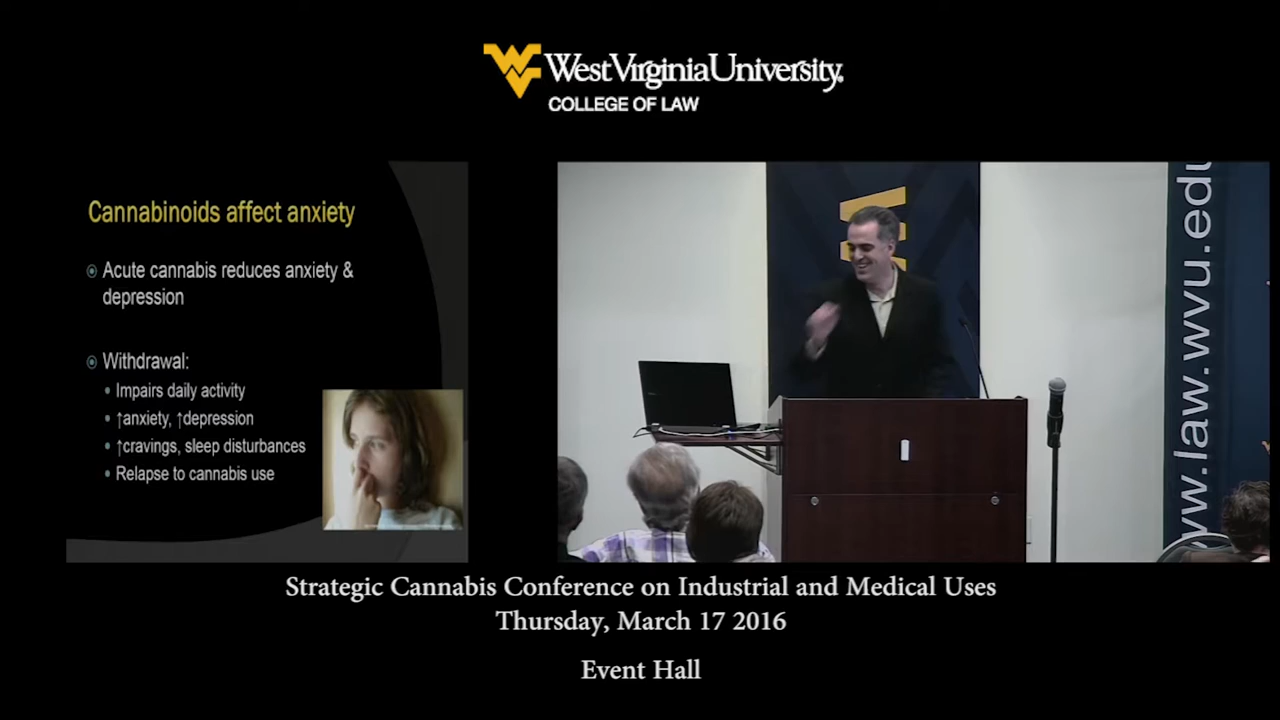 WestVirginiaUniversity®
COLLEGE OF LAW
Cannabinoids affect anxiety
Acute cannabis reduces anxiety &
depression
Withdrawal:
Impairs daily activity
↑anxiety, ↑depression
↑cravings, sleep disturbances
Relapse to cannabis use
www.law.wvu.edu
Strategic Cannabis Conference on Industrial and Medical Uses
Thursday, March 17 2016
Event Hall